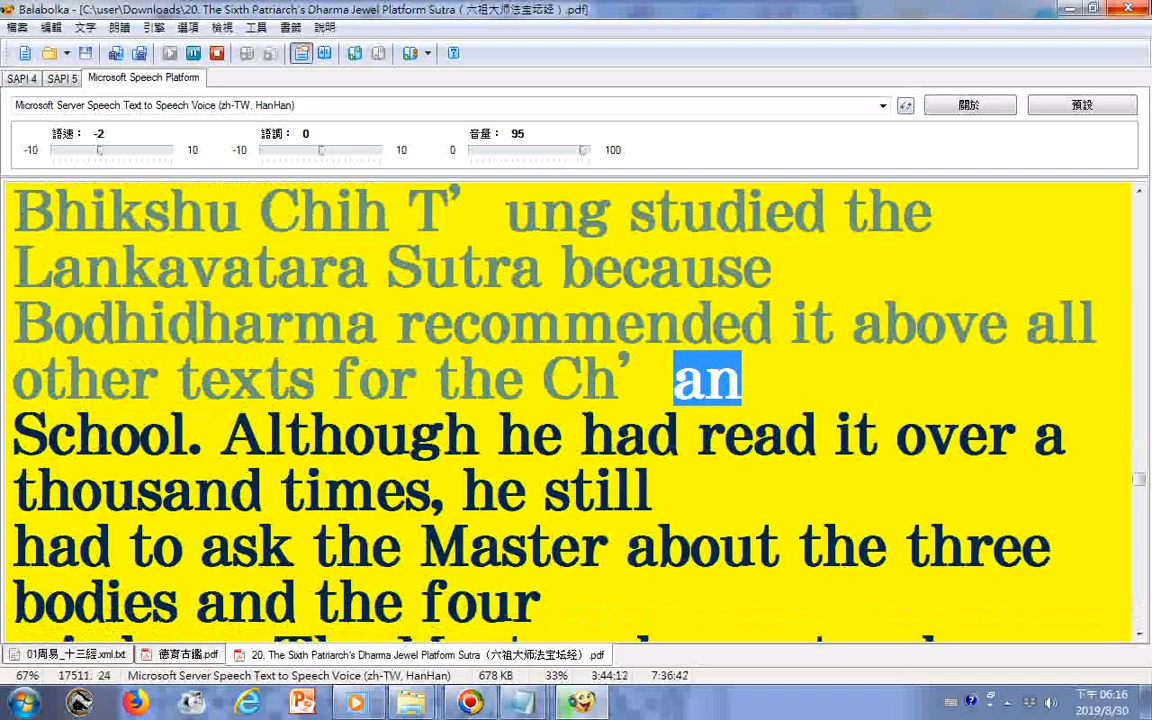 Balabolka - [C:\user\Downloads\20. The Sixth Patriarch's Dharma Jewel Platform Sutra（六祖大师法宝坛经）.pdf]
檔案 編輯 文字 朗讀 引擎 選項 檢視 工具 書籤 說明
SAPI 4 SAPI 5 Microsoft Speech Platform
Microsoft Server Speech Text to Speech Voice (zh-TW, HanHan) 關於 預設
語速： -2 語調： 0 音量： 95
-10 10 -10 10 0 100
Bhikshu Chih T’ ung studied the
Lankavatara Sutra because
Bodhidharma recommended it above all
other texts for the Ch’ an
School. Although he had read it over a
thousand times, he still
had to ask the Master about the three
bodies and the four
01周易_十三經.xml.txt 德育古鑑.pdf 20. The Sixth Patriarch's Dharma Jewel Platform Sutra（六祖大师法宝坛经）.pdf
67% 17511: 24 Microsoft Server Speech Text to Speech Voice (zh-TW, HanHan) 678 KB 33% 3:44:12 7:36:42
下午 06:16
2019/8/30